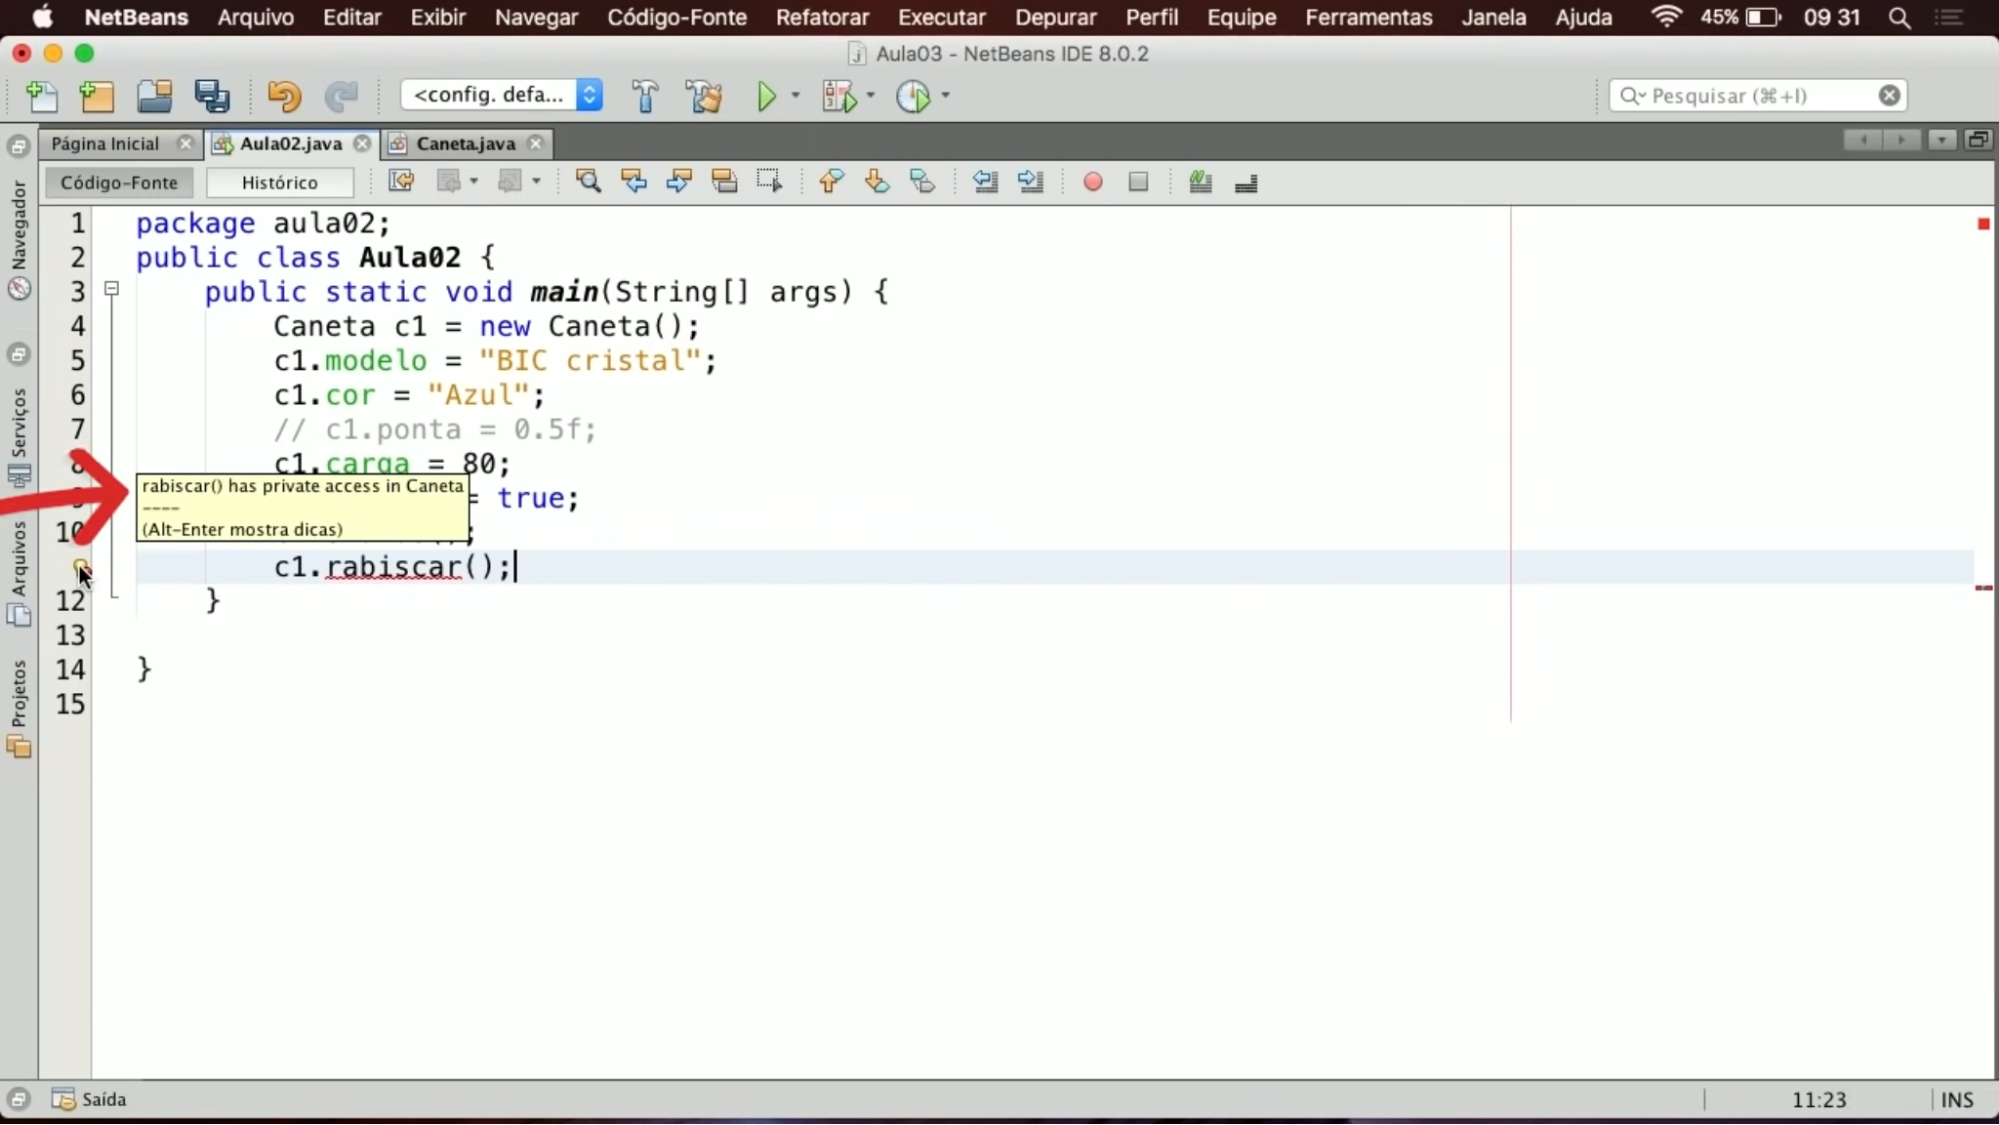 NetBeans Arquivo Editar Exibir Navegar Código-Fonte Refatorar Executar Depurar Perfil Equipe Ferramentas Janela Ajuda 45% 09 31
Aula03 - NetBeans IDE 8.0.2
<config. defa... Pesquisar (⌘+I)
Página Inicial Aula02.java Caneta.java
Código-Fonte Histórico
Navegador
Serviços
Arquivos
Projetos
1 package aula02;
2 public class Aula02 {
3 public static void main(String[] args) {
4 Caneta c1 = new Caneta();
5 c1.modelo = "BIC cristal";
6 c1.cor = "Azul";
7 // c1.ponta = 0.5f;
8 c1.carga = 80;
rabiscar() has private access in Caneta
----
(Alt-Enter mostra dicas)
9 = true;
10 ;
c1.rabiscar();
12 }
13
14 }
15
Saída 11:23 INS